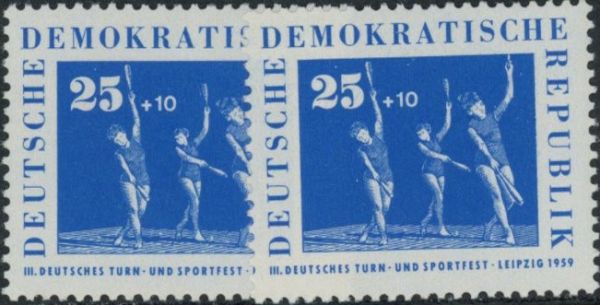 DEUTSCHE
DEMOKRATIS
25 +10
III. DEUTSCHES TURN- UND SPORTFEST ·
DEUTSCHE
DEMOKRATISCHE
REPUBLIK
25 +10
III. DEUTSCHES TURN- UND SPORTFEST · LEIPZIG 1959